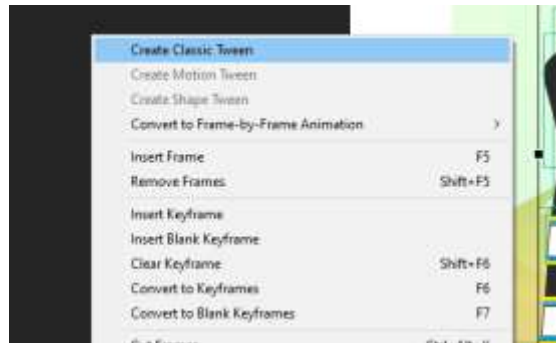 Create Classic Tween
Create Motion Tween
Create Shape Tween
Convert to Frame-by-Frame Animation >
Insert Frame F5
Remove Frames Shift+F5
Insert Keyframe
Insert Blank Keyframe
Clear Keyframe Shift+F6
Convert to Keyframes F6
Convert to Blank Keyframes F7